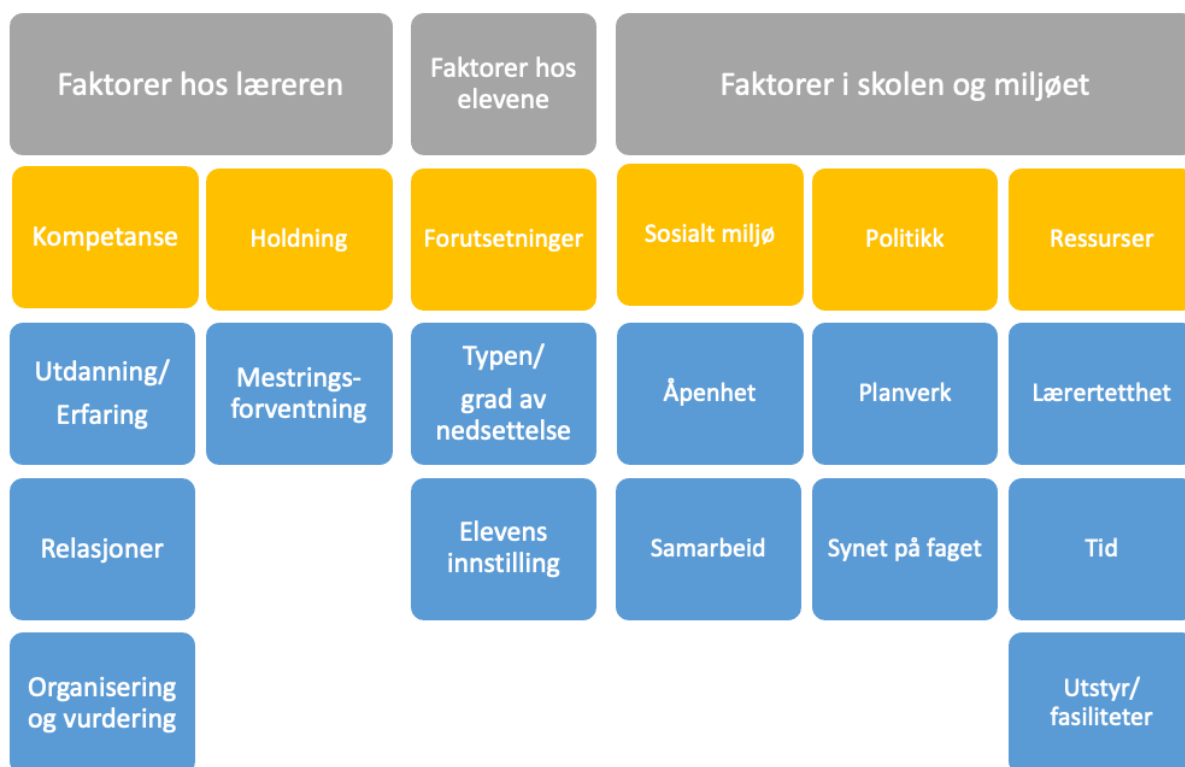 Faktorer hos læreren
Faktorer hos
elevene
Faktorer i skolen og miljøet
Kompetanse
Holdning
Forutsetninger
Sosialt miljø
Politikk
Ressurser
Utdanning/
Erfaring
Mestrings-
forventning
Typen/
grad av
nedsettelse
Åpenhet
Planverk
Lærertetthet
Relasjoner
Elevens
innstilling
Samarbeid
Synet på faget
Tid
Organisering
og vurdering
Utstyr/
fasiliteter